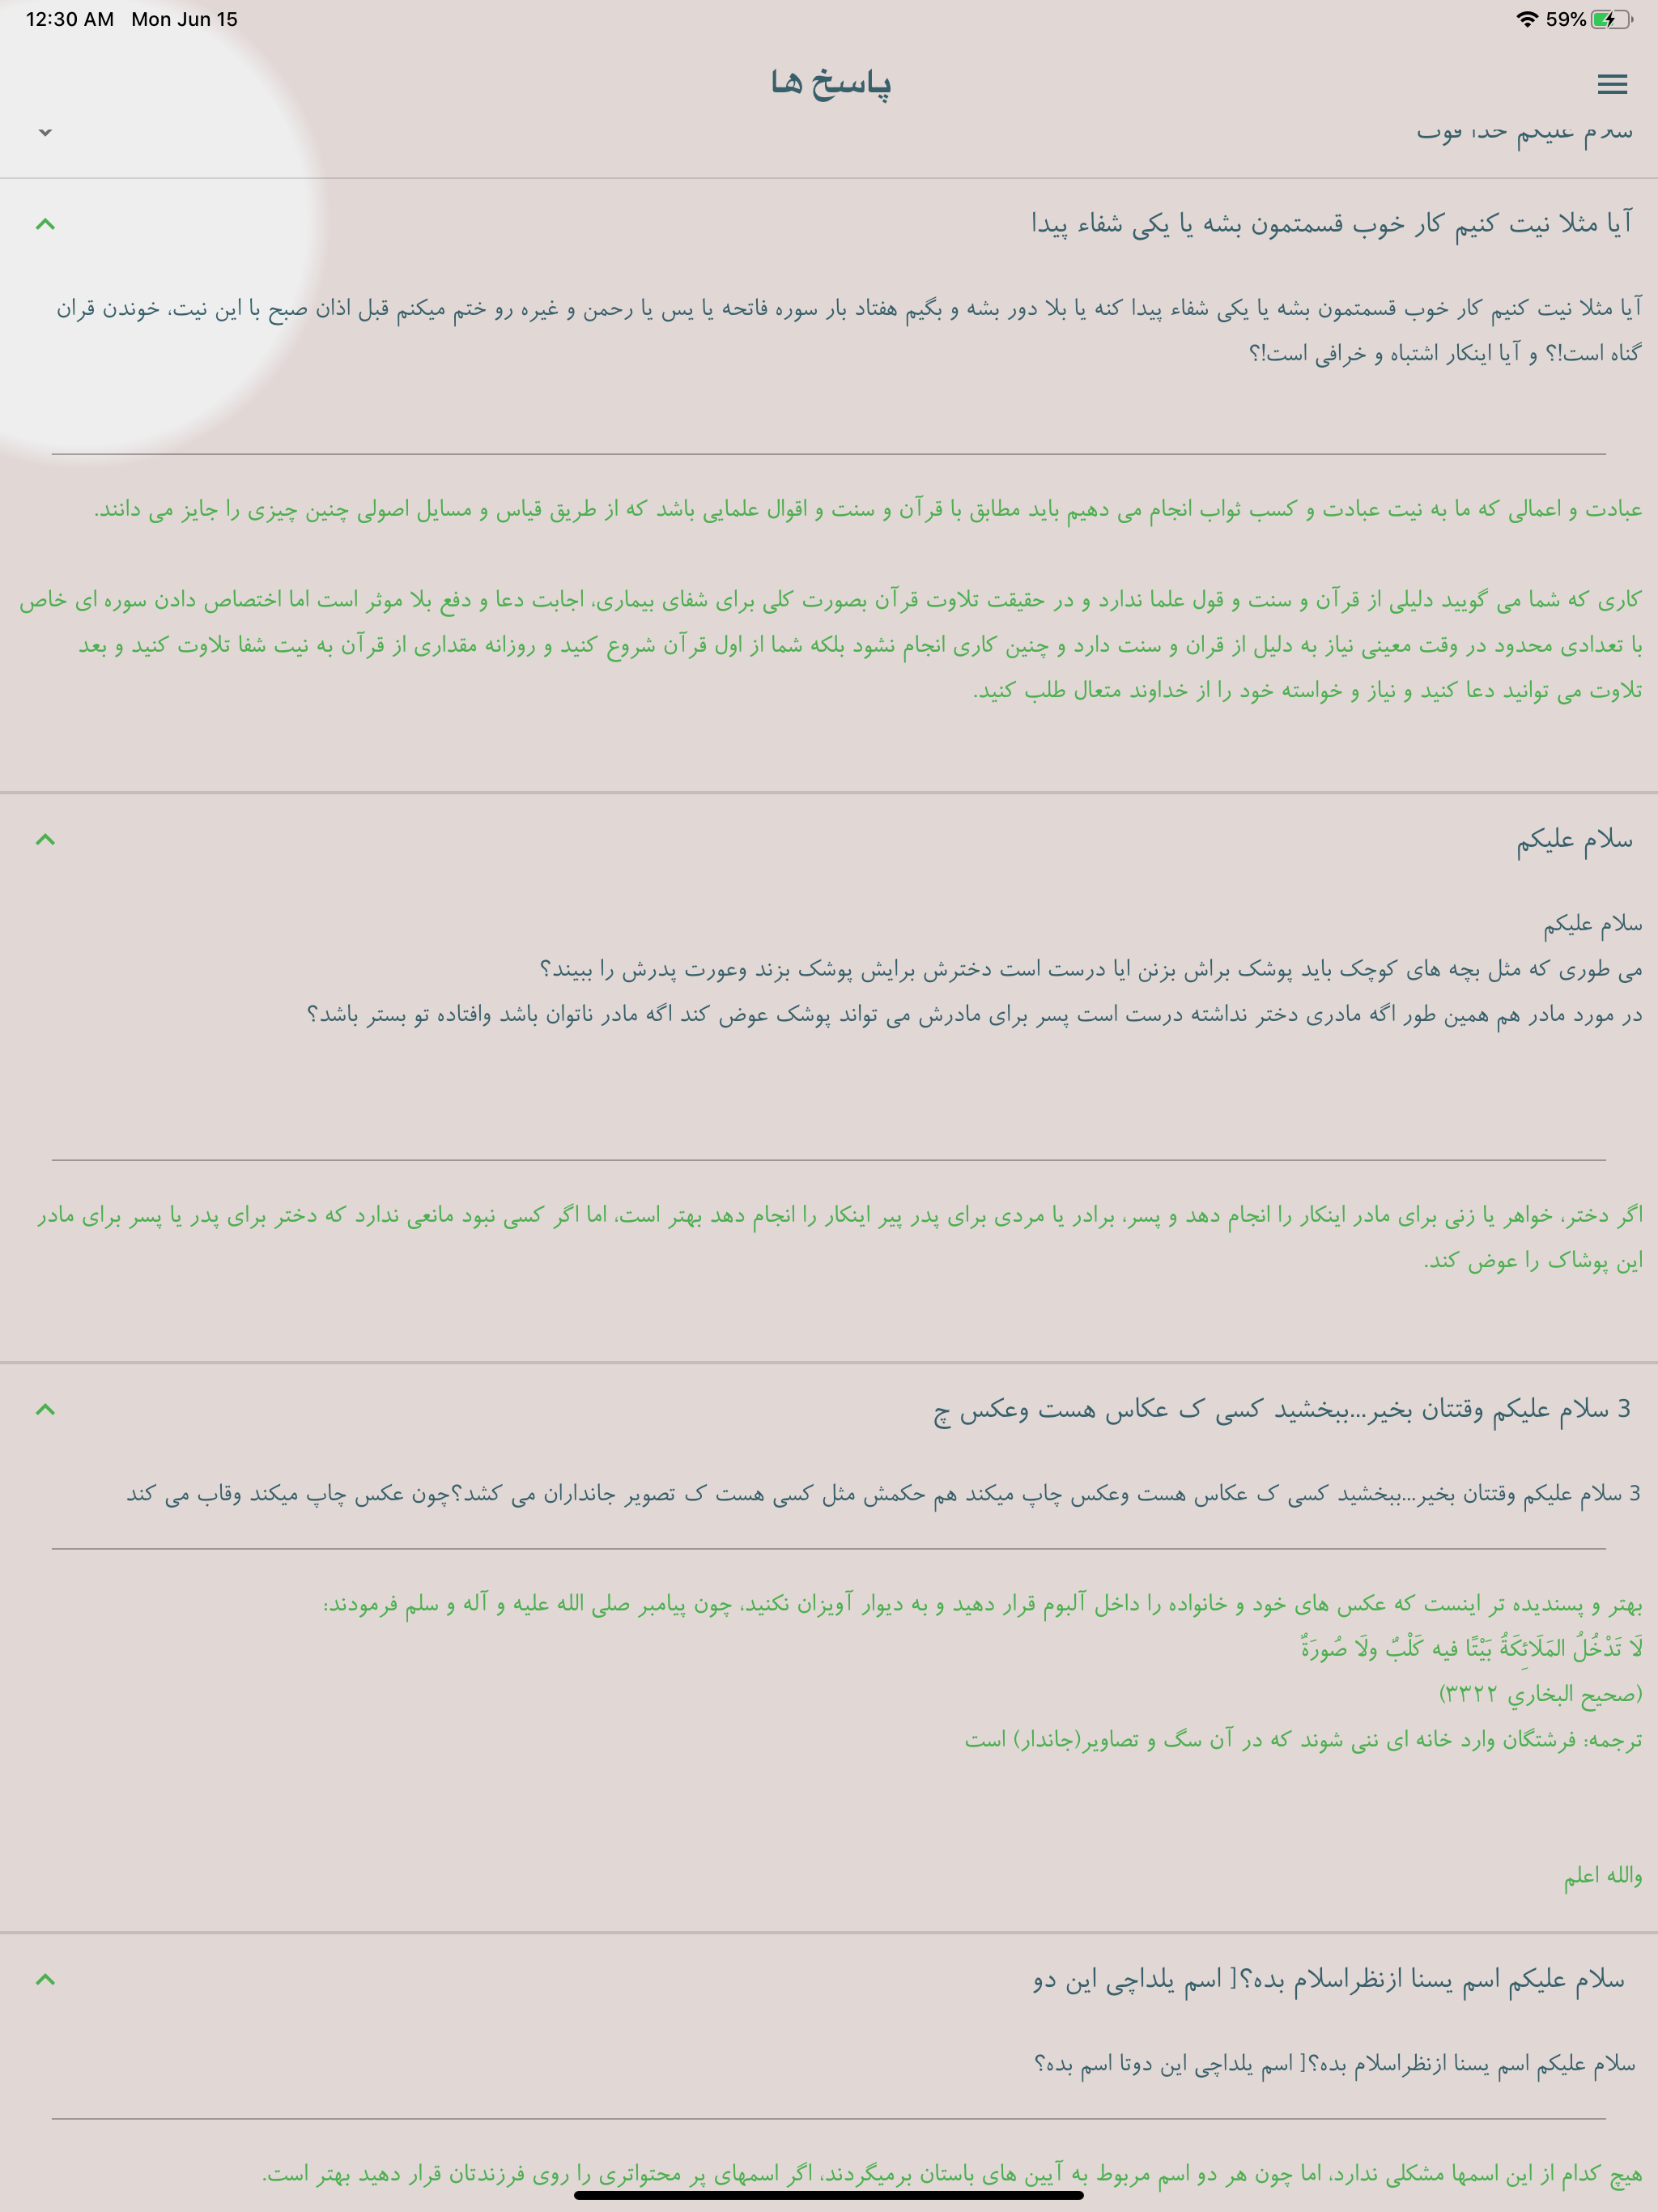 12:30 AM Mon Jun 15
59%
پاسخ ها
سلام علیکم خدا قوت
آیا مثلا نیت کنیم کار خوب قسمتمون بشه یا یکی شفاء پیدا
آیا مثلا نیت کنیم کار خوب قسمتمون بشه یا یکی شفاء پیدا کنه یا بلا دور بشه و بگیم هفتاد بار سوره فاتحه یا یس یا رحمن و غیره رو ختم میکنم قبل اذان صبح با این نیت، خوندن قران
گناه است!؟ و آیا اینکار اشتباه و خرافی است!؟
عبادت و اعمالی که ما به نیت عبادت و کسب ثواب انجام می دهیم باید مطابق با قرآن و سنت و اقوال علمایی باشد که از طریق قیاس و مسایل اصولی چنین چیزی را جایز می دانند.
کاری که شما می گویید دلیلی از قرآن و سنت و قول علما ندارد و در حقیقت تلاوت قرآن بصورت کلی برای شفای بیماری، اجابت دعا و دفع بلا موثر است اما اختصاص دادن سوره ای خاص
با تعدادی محدود در وقت معینی نیاز به دلیل از قران و سنت دارد و چنین کاری انجام نشود بلکه شما از اول قرآن شروع کنید و روزانه مقداری از قرآن به نیت شفا تلاوت کنید و بعد
تلاوت می توانید دعا کنید و نیاز و خواسته خود را از خداوند متعال طلب کنید.
سلام علیکم
سلام علیکم
می طوری که مثل بچه های کوچک باید پوشک براش بزنن ایا درست است دخترش برایش پوشک بزند وعورت پدرش را ببیند؟
در مورد مادر هم همین طور اگه مادری دختر نداشته درست است پسر برای مادرش می تواند پوشک عوض کند اگه مادر ناتوان باشد وافتاده تو بستر باشد؟
اگر دختر، خواهر یا زنی برای مادر اینکار را انجام دهد و پسر، برادر یا مردی برای پدر پیر اینکار را انجام دهد بهتر است، اما اگر کسی نبود مانعی ندارد که دختر برای پدر یا پسر برای مادر
این پوشاک را عوض کند.
3 سلام علیکم وقتتان بخیر...ببخشید کسی ک عکاس هست وعکس چ
3 سلام علیکم وقتتان بخیر...ببخشید کسی ک عکاس هست وعکس چاپ میکند هم حکمش مثل کسی هست ک تصویر جانداران می کشد؟چون عکس چاپ میکند وقاب می کند
بهتر و پسندیده تر اینست که عکس های خود و خانواده را داخل آلبوم قرار دهید و به دیوار آویزان نکنید، چون پیامبر صلی الله علیه و آله و سلم فرمودند:
لَا تَدْخُلُ المَلَائِكَةُ بَيْتًا فيه كَلْبٌ ولَا صُورَةٌ
(صحيح البخاري ٣٣٢٢)
ترجمه: فرشتگان وارد خانه ای ننی شوند که در آن سگ و تصاویر(جاندار) است
والله اعلم
سلام علیکم اسم یسنا ازنظراسلام بده؟[ اسم یلداچی این دو
سلام علیکم اسم یسنا ازنظراسلام بده؟[ اسم یلداچی این دوتا اسم بده؟
هیچ کدام از این اسمها مشکلی ندارد، اما چون هر دو اسم مربوط به آیین های باستان برمیگردند، اگر اسمهای پر محتواتری را روی فرزندتان قرار دهید بهتر است.